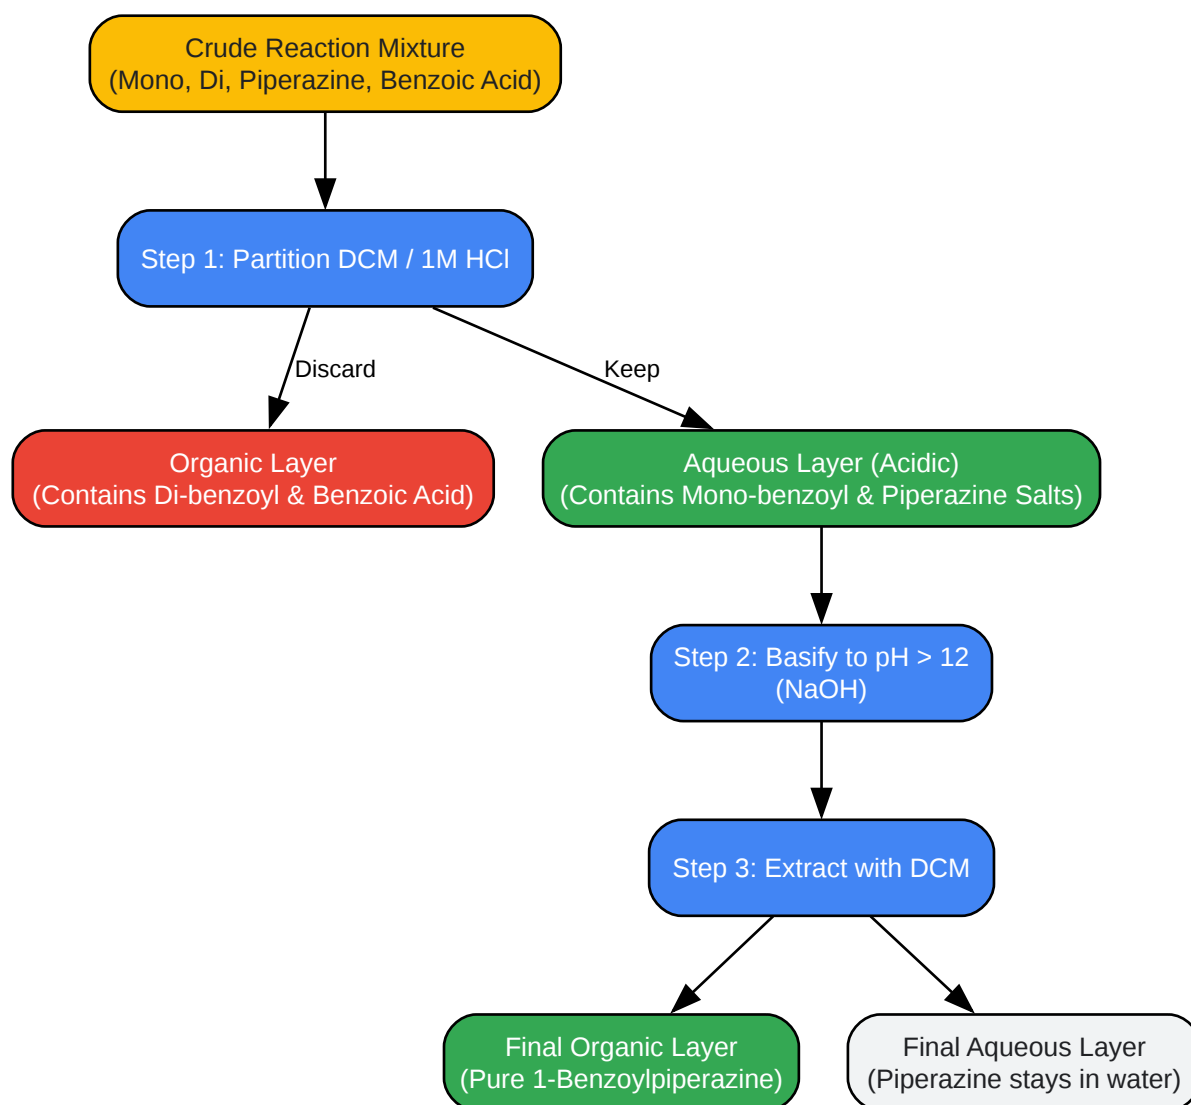 Crude Reaction Mixture
(Mono, Di, Piperazine, Benzoic Acid)
Step 1: Partition DCM / 1M HCl
Discard
Keep
Organic Layer
(Contains Di-benzoyl & Benzoic Acid)
Aqueous Layer (Acidic)
(Contains Mono-benzoyl & Piperazine Salts)
Step 2: Basify to pH > 12
(NaOH)
Step 3: Extract with DCM
Final Organic Layer
(Pure 1-Benzoylpiperazine)
Final Aqueous Layer
(Piperazine stays in water)